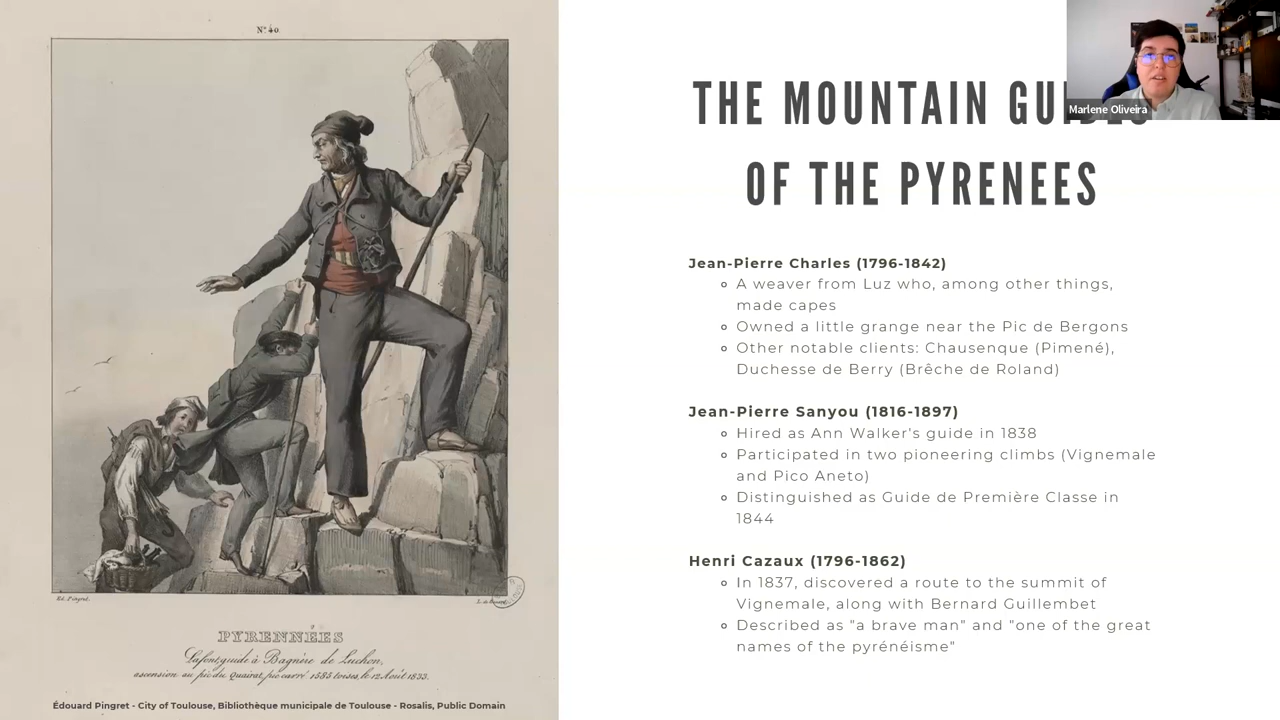 Nº 40.
Ed. Pingret.
PYRENNÉES
Lafont, guide à Bagnère de Luchon,
ascension au pic du Quairat, pic carré 1585 toises, le 12 Août 1833.
Édouard Pingret - City of Toulouse, Bibliothèque municipale de Toulouse - Rosalis, Public Domain
THE MOUNTAIN
OF THE PYRENEES
Marlene Oliveira
Jean-Pierre Charles (1796-1842)
A weaver from Luz who, among other things,
made capes
Owned a little grange near the Pic de Bergons
Other notable clients: Chausenque (Pimené),
Duchesse de Berry (Brêche de Roland)
Jean-Pierre Sanyou (1816-1897)
Hired as Ann Walker's guide in 1838
Participated in two pioneering climbs (Vignemale
and Pico Aneto)
Distinguished as Guide de Première Classe in
1844
Henri Cazaux (1796-1862)
In 1837, discovered a route to the summit of
Vignemale, along with Bernard Guillembet
Described as "a brave man" and "one of the great
names of the pyrénéisme"